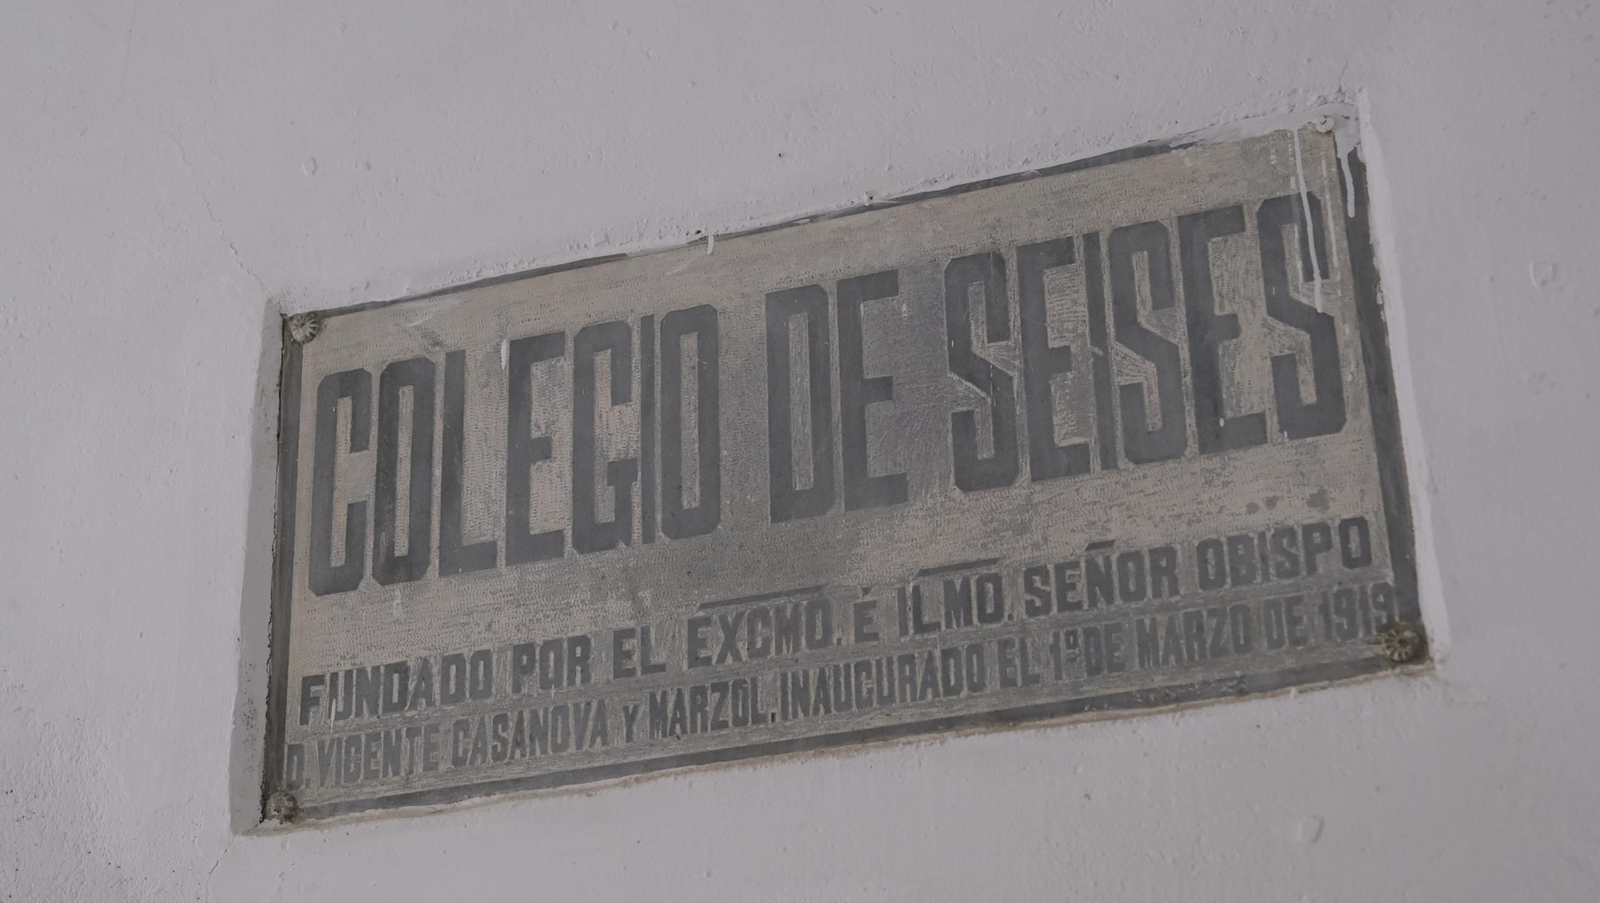 COLEGIO DE SEISES
FUNDADO POR EL EXCMO. É ILMO. SEÑOR OBISPO
D. VICENTE CASANOVA Y MARZOL, INAUGURADO EL 1º DE MARZO DE 1919